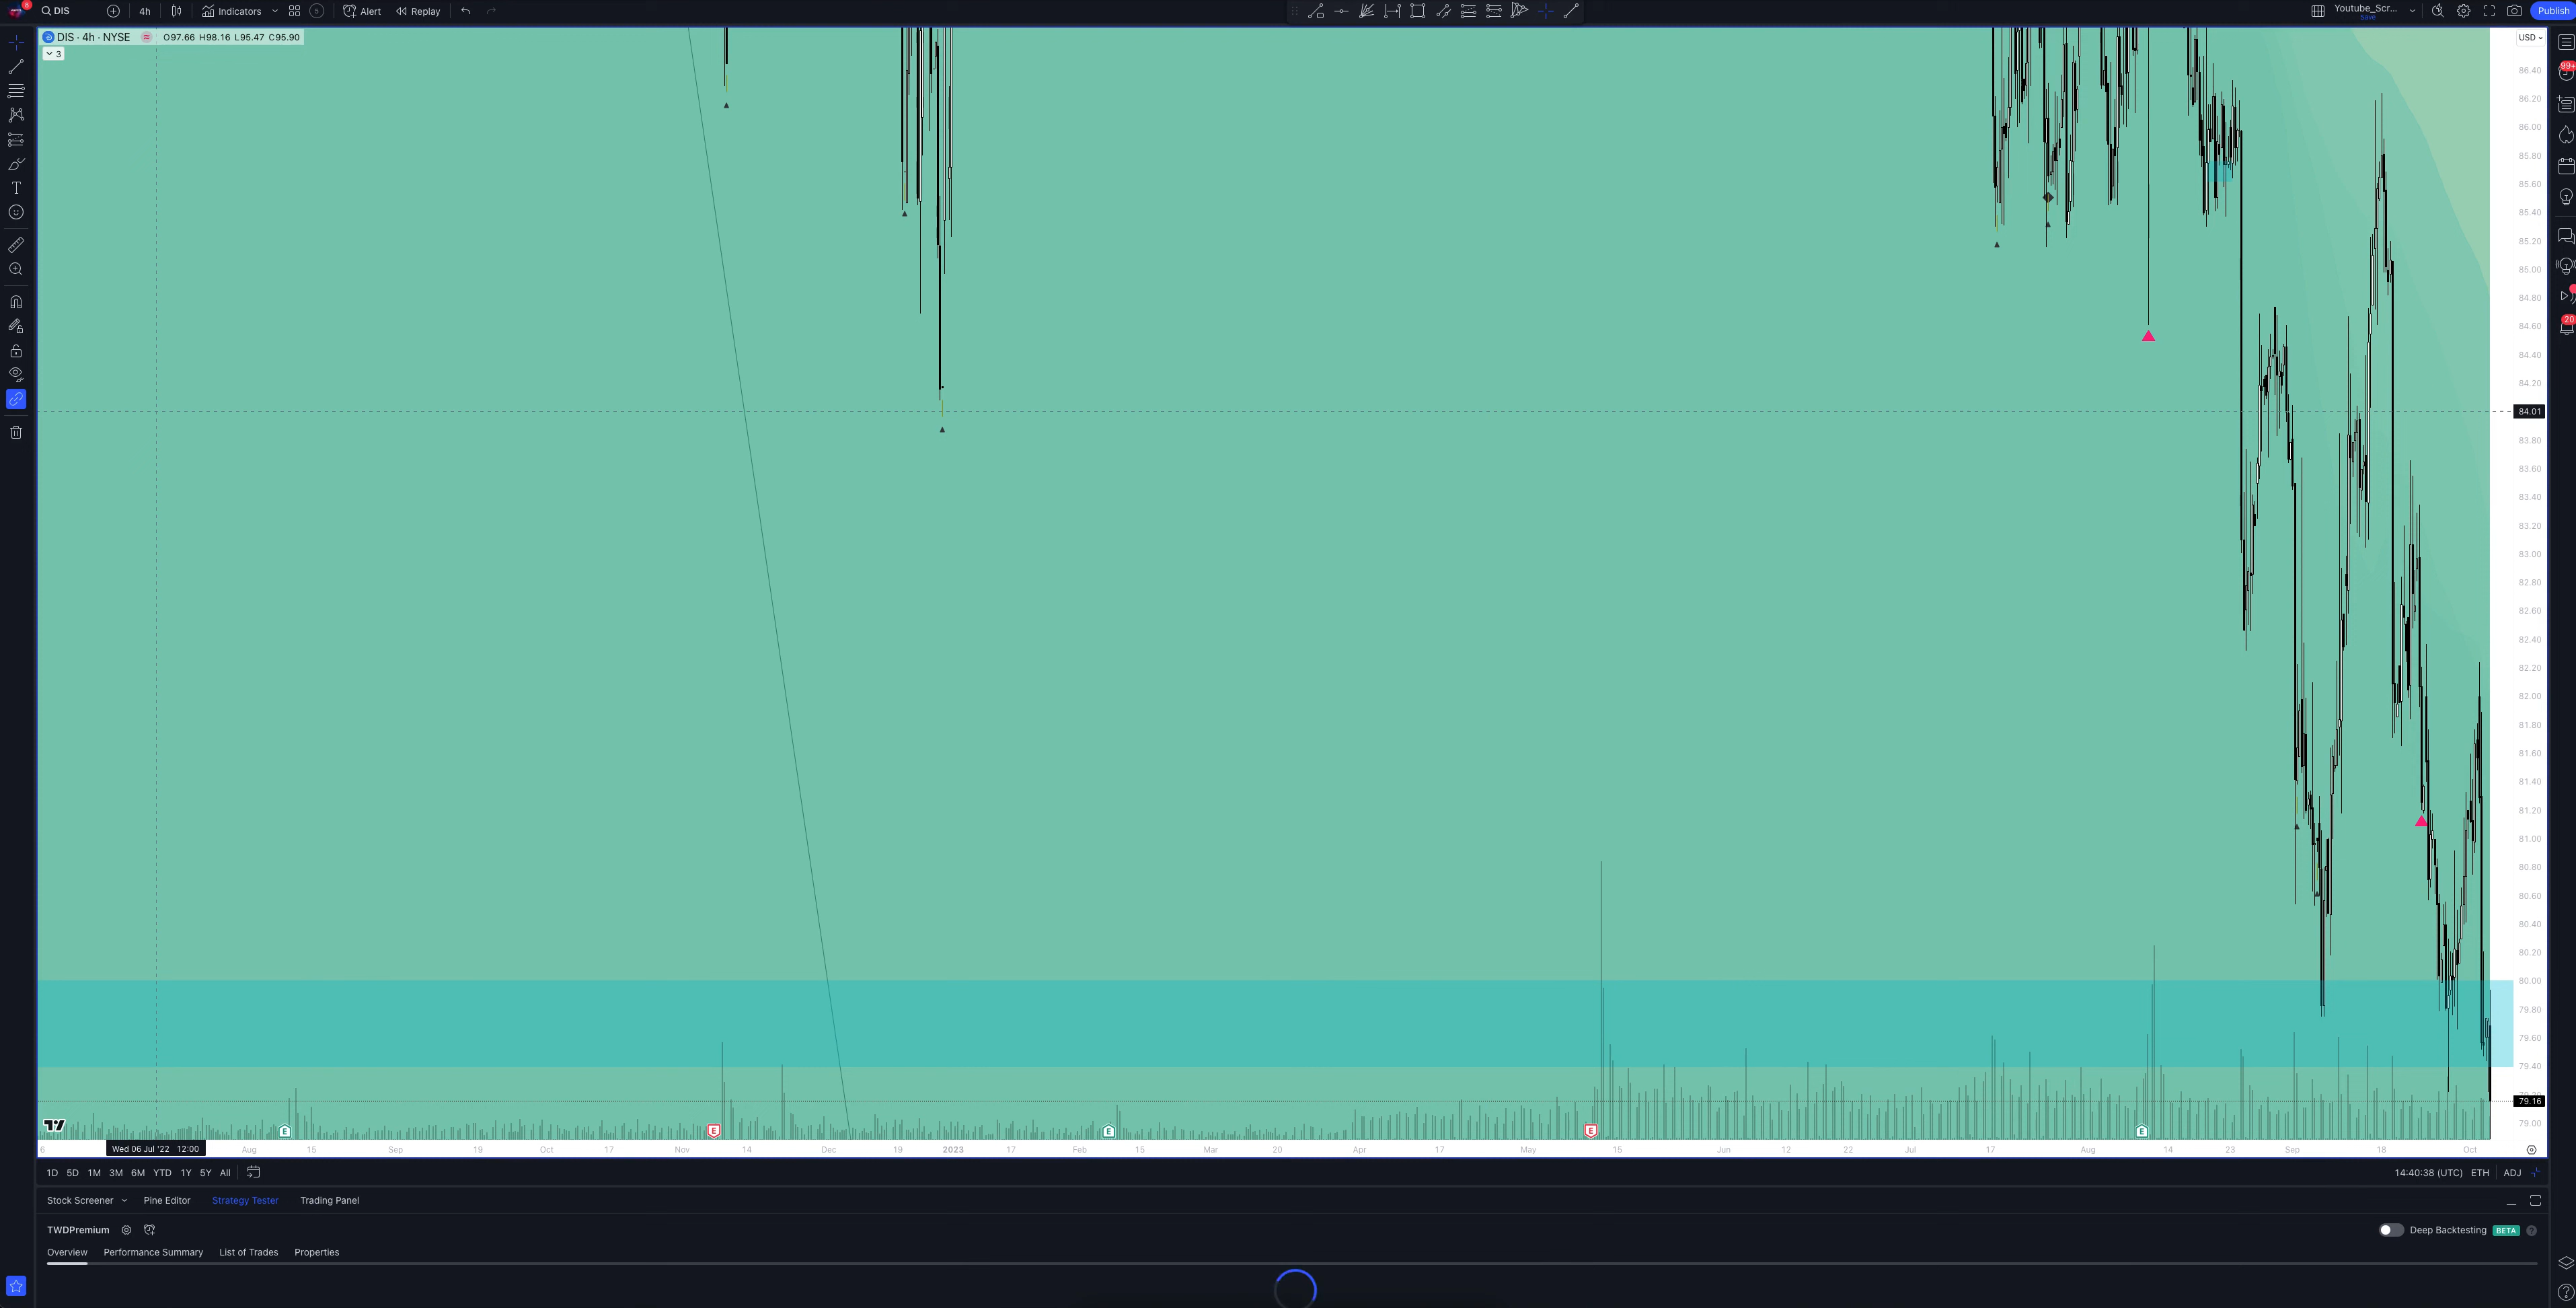 6
DIS
4h
Indicators
5
Alert
Replay
Youtube_Scr...
Save
Publish
DIS · 4h · NYSE
O97.66 H98.16 L95.47 C95.90
3
USD
86.40
86.20
86.00
85.80
85.60
85.40
85.20
85.00
84.80
84.60
84.40
84.20
84.01
83.80
83.60
83.40
83.20
83.00
82.80
82.60
82.40
82.20
82.00
81.80
81.60
81.40
81.20
81.00
80.80
80.60
80.40
80.20
80.00
79.80
79.60
79.40
79.16
79.00
99+
20
E
E
E
E
E
6
Wed 06 Jul '22 12:00
Aug
15
Sep
19
Oct
17
Nov
14
Dec
19
2023
17
Feb
20
Mar
20
Apr
17
May
15
Jun
12
22
Jul
17
Aug
14
23
Sep
18
Oct
1D 5D 1M 3M 6M YTD 1Y 5Y All
14:40:38 (UTC) ETH ADJ
Stock Screener Pine Editor Strategy Tester Trading Panel
TWDPremium
Deep Backtesting BETA
Overview Performance Summary List of Trades Properties